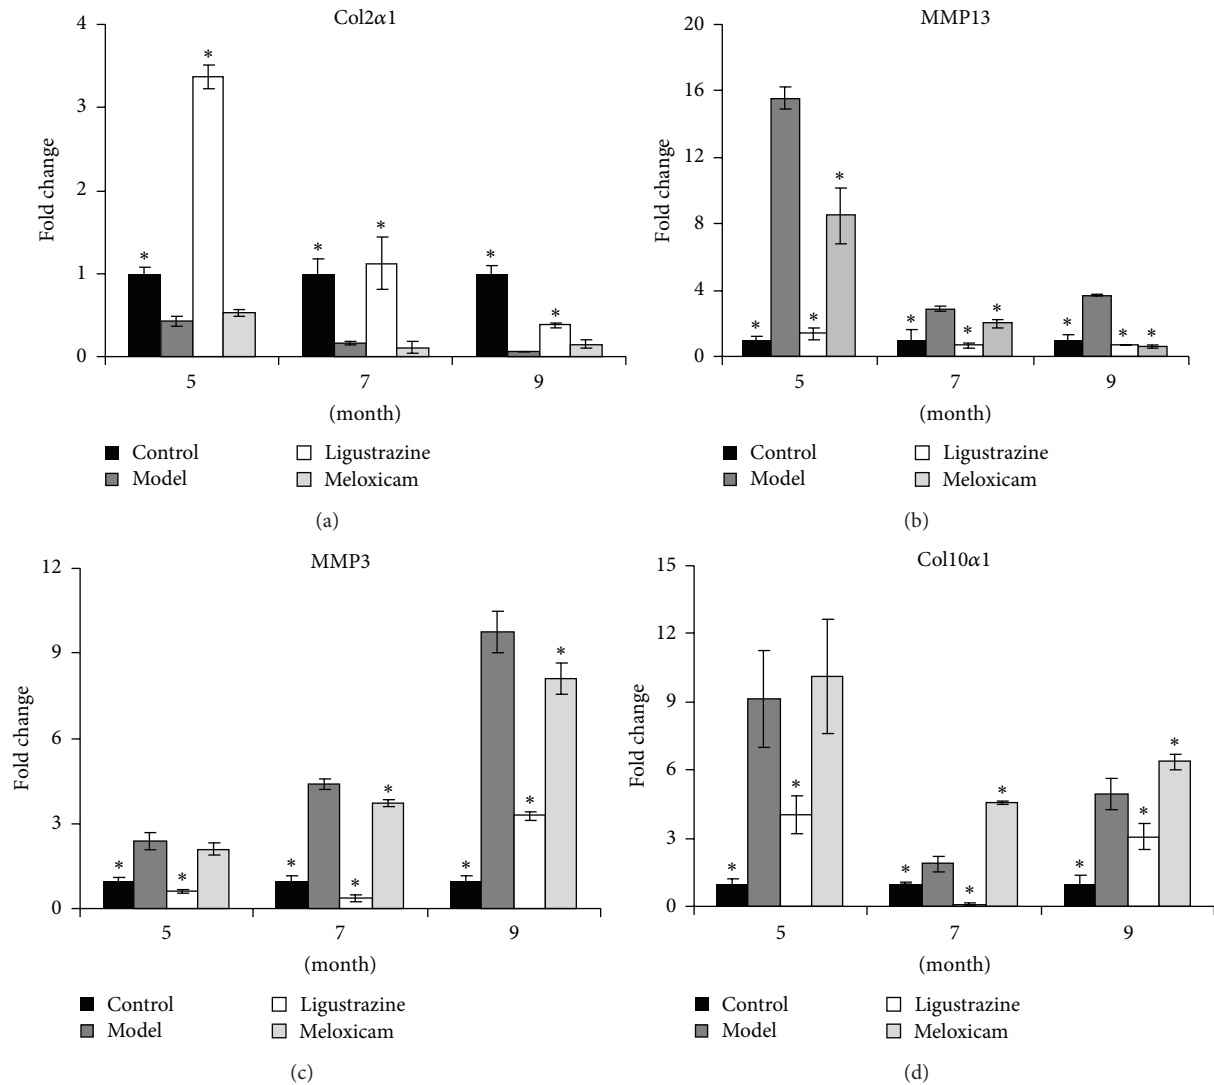 Col2α1
4
3
2
1
0
Fold change
* * * * * *
5 7 9
(month)
Control Ligustrazine
Model Meloxicam
(a)
MMP13
20
16
12
8
4
0
Fold change
* * * * * * * * *
5 7 9
(month)
Control Ligustrazine
Model Meloxicam
(b)
MMP3
12
9
6
3
0
Fold change
* * * * * * * *
5 7 9
(month)
Control Ligustrazine
Model Meloxicam
(c)
Col10α1
15
12
9
6
3
0
Fold change
* * * * * * * *
5 7 9
(month)
Control Ligustrazine
Model Meloxicam
(d)